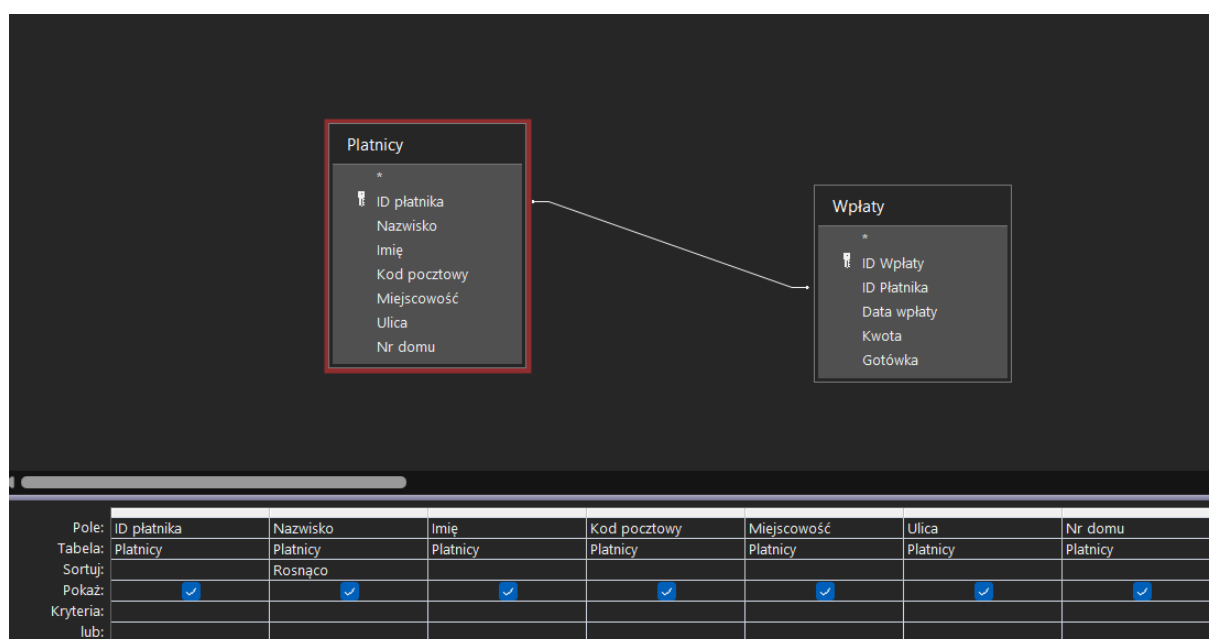 Platnicy
*
ID płatnika
Nazwisko
Imię
Kod pocztowy
Miejscowość
Ulica
Nr domu
Wpłaty
*
ID Wpłaty
ID Płatnika
Data wpłaty
Kwota
Gotówka
Pole: ID płatnika Nazwisko Imię Kod pocztowy Miejscowość Ulica Nr domu
Tabela: Platnicy Platnicy Platnicy Platnicy Platnicy Platnicy Platnicy
Sortuj: Rosnąco
Pokaż:
Kryteria:
lub: